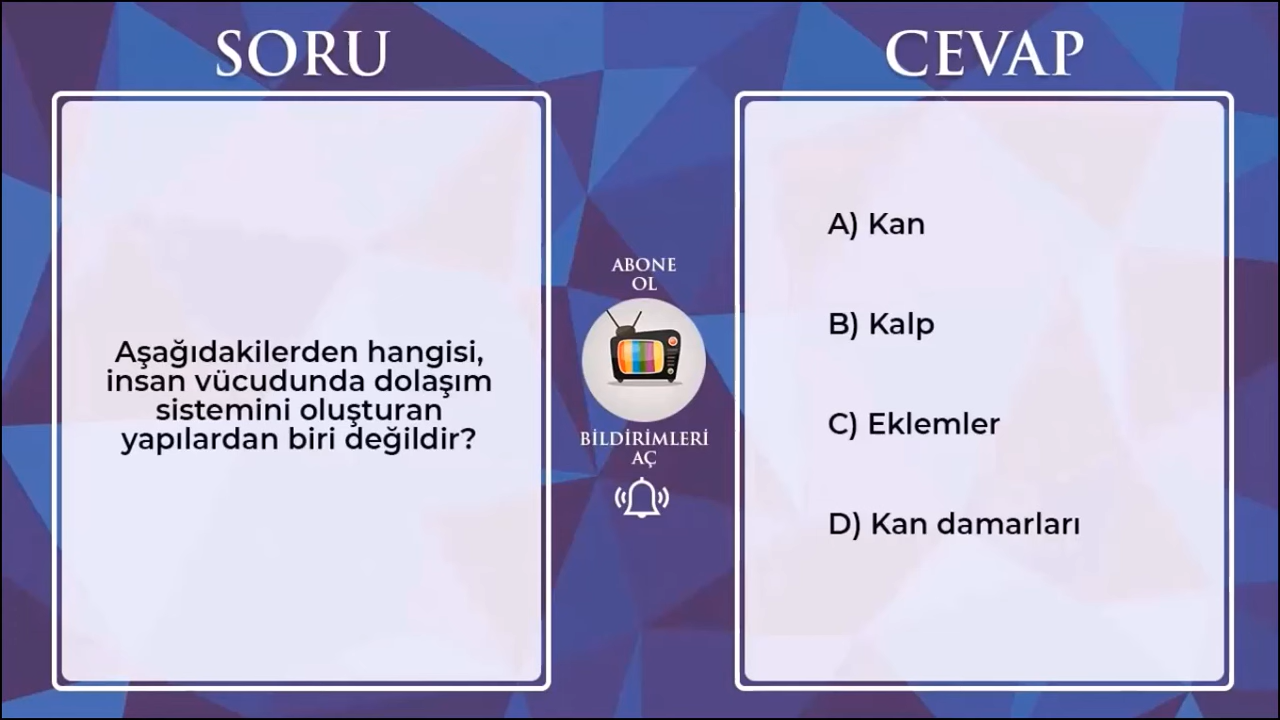 SORU
Aşağıdakilerden hangisi,
insan vücudunda dolaşım
sistemini oluşturan
yapılardan biri değildir?
ABONE
OL
BİLDİRİMLERİ
AÇ
CEVAP
A) Kan
B) Kalp
C) Eklemler
D) Kan damarları